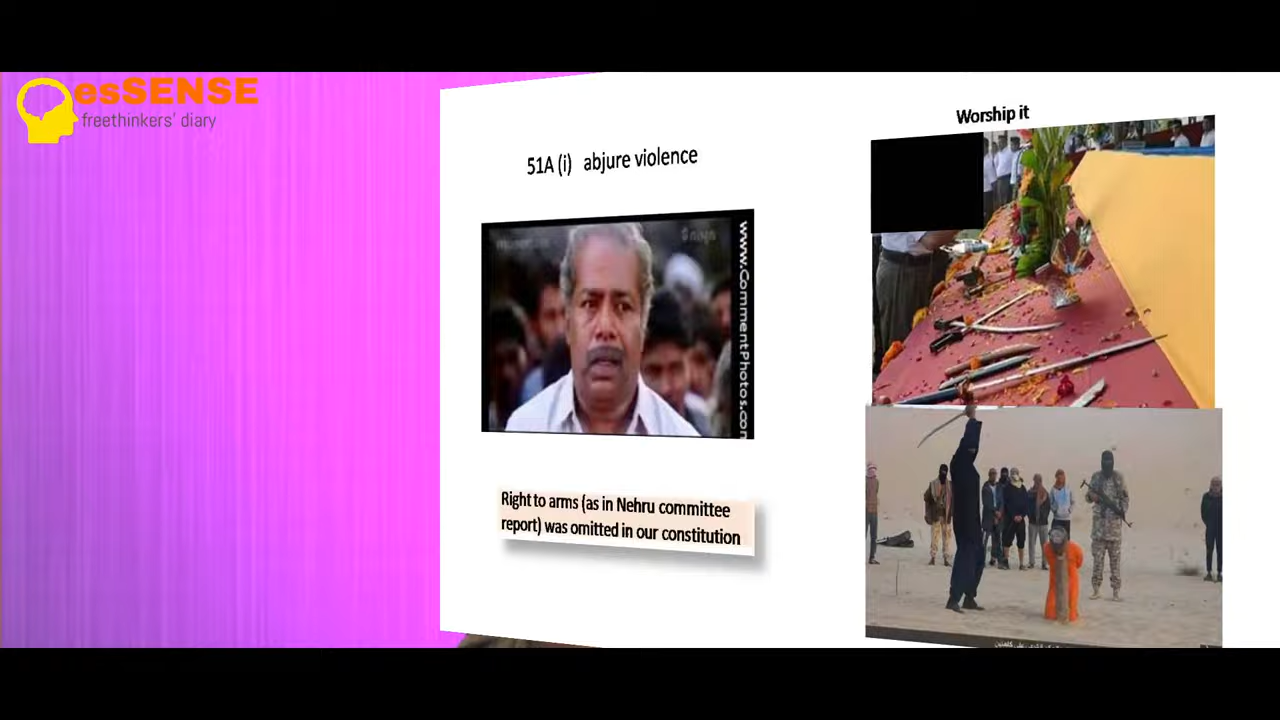 esSENSE
freethinkers' diary
51A (i) abjure violence
www.CommentPhotos.com
Right to arms (as in Nehru committee
report) was omitted in our constitution
Worship it